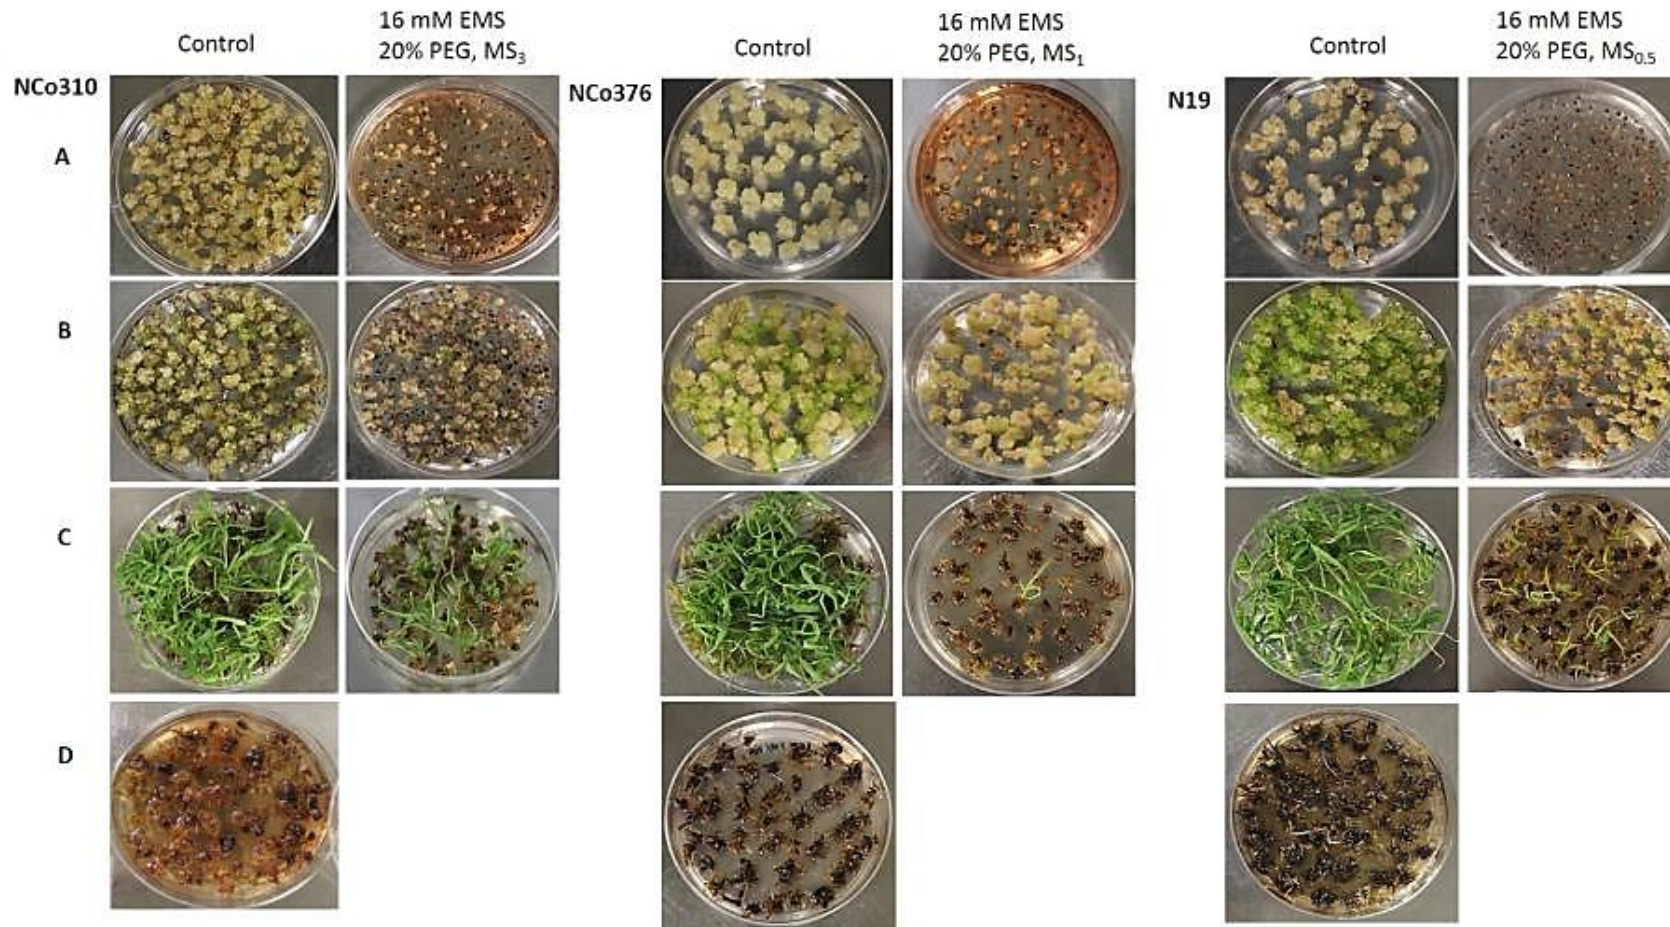 Control
16 mM EMS
20% PEG, MS₃
Control
16 mM EMS
20% PEG, MS₁
Control
16 mM EMS
20% PEG, MS₀.₅
NCo310
NCo376
N19
A
B
C
D